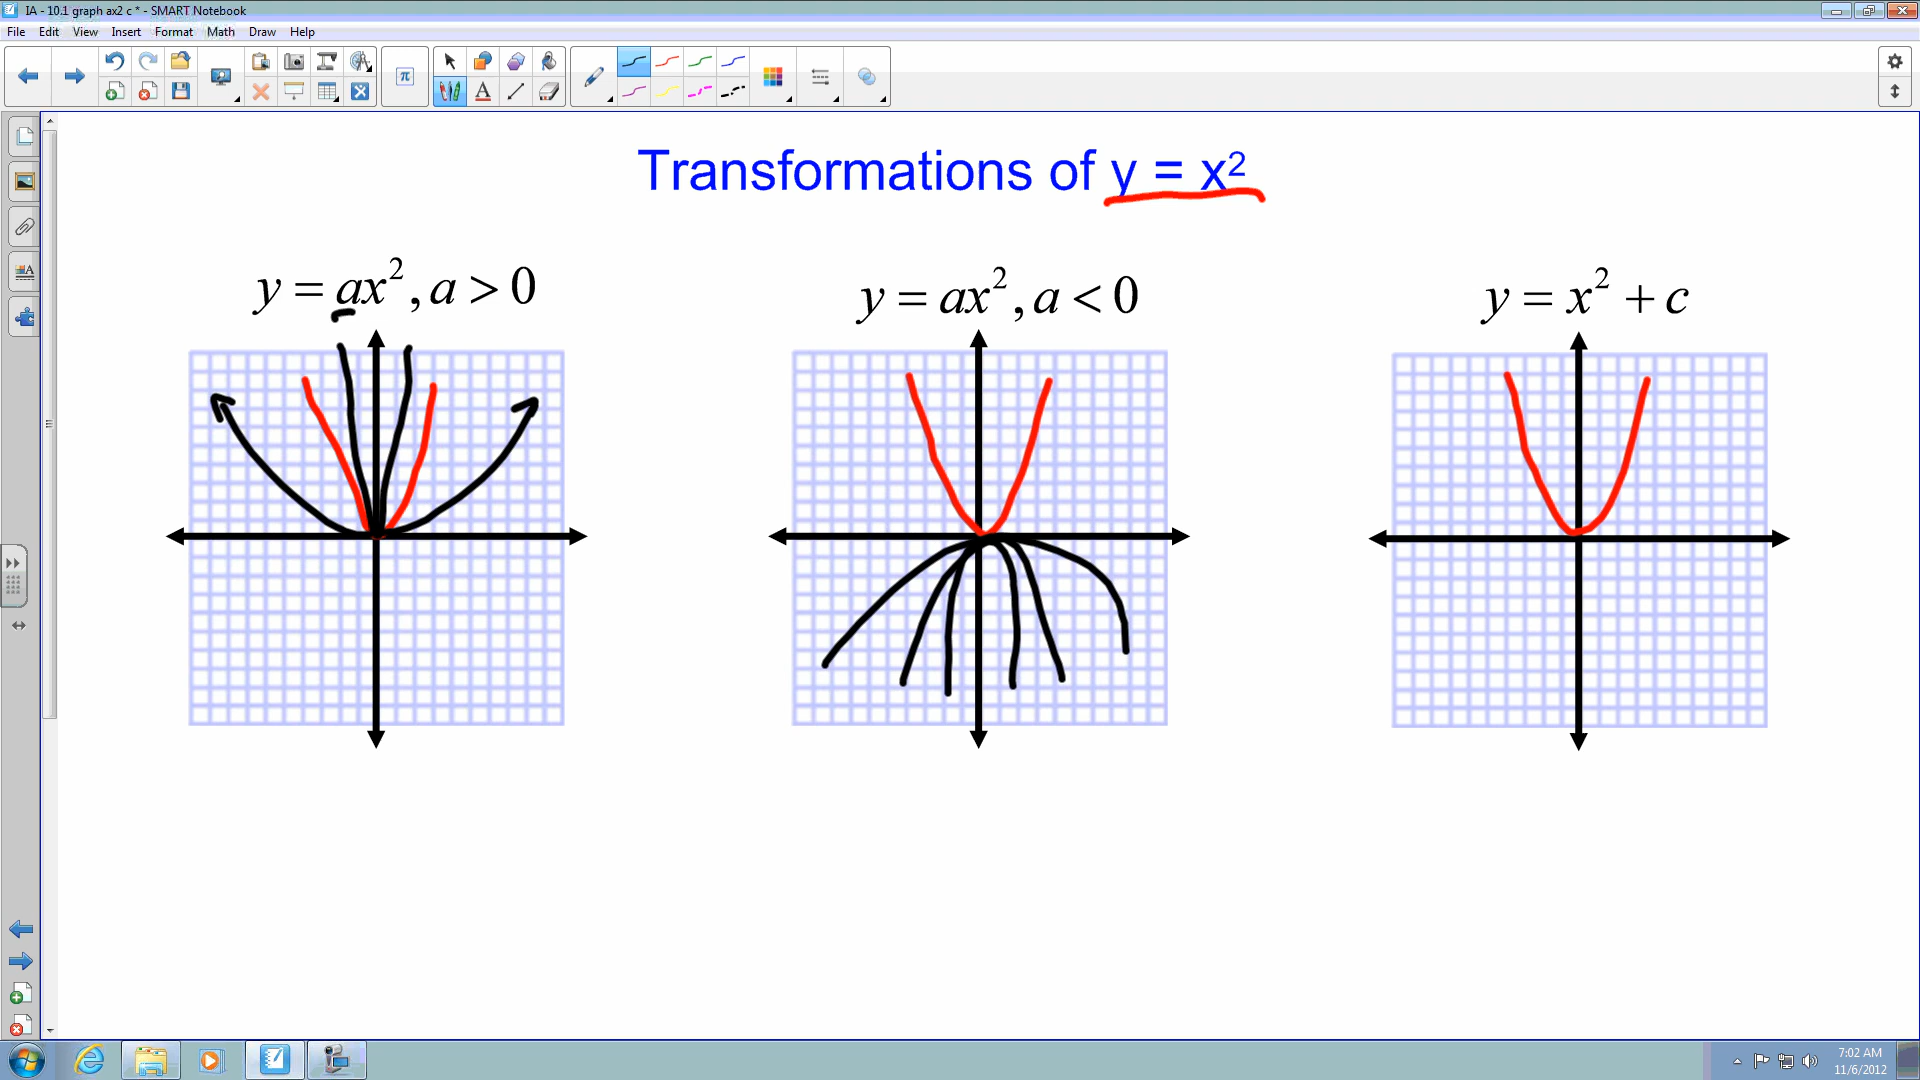 IA - 10.1 graph ax2 c * - SMART Notebook
File Edit View Insert Format Math Draw Help
Transformations of y = x²
y = ax², a > 0
y = ax², a < 0
y = x² + c
7:02 AM
11/6/2012